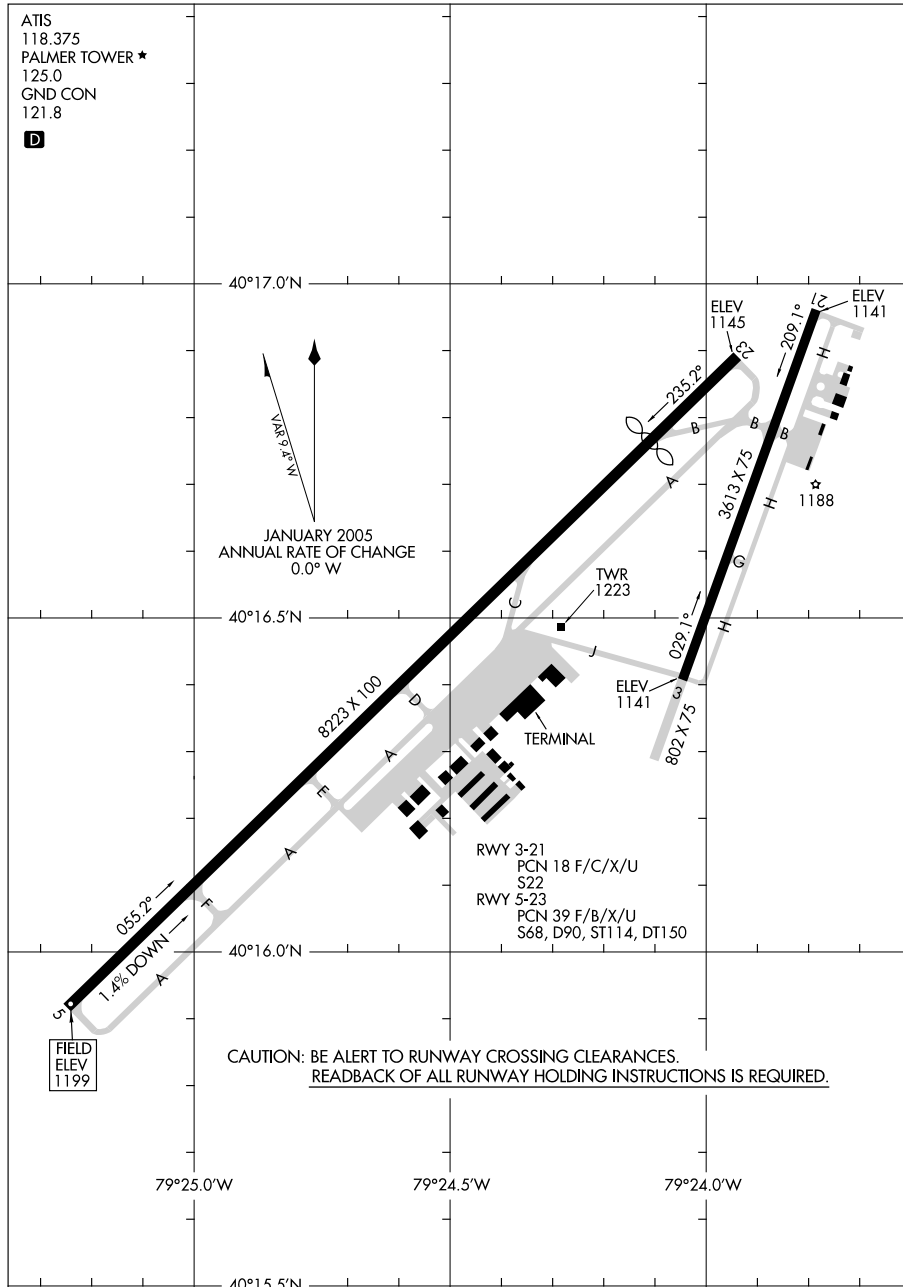 ATIS
118.375
PALMER TOWER ★
125.0
GND CON
121.8
D
40°17.0'N
ELEV
1141
21
ELEV
1145
23
209.1°
H
235.2°
B
B
B
A
VAR 9.4° W
3613 X 75
1188
H
JANUARY 2005
ANNUAL RATE OF CHANGE
0.0° W
G
TWR
1223
40°16.5'N
C
029.1°
H
J
ELEV
1141
3
8223 X 100
D
TERMINAL
802 X 75
A
E
A
RWY 3-21
PCN 18 F/C/X/U
S22
RWY 5-23
PCN 39 F/B/X/U
S68, D90, ST114, DT150
055.2°
F
1.4% DOWN
40°16.0'N
A
5
FIELD
ELEV
1199
CAUTION: BE ALERT TO RUNWAY CROSSING CLEARANCES.
READBACK OF ALL RUNWAY HOLDING INSTRUCTIONS IS REQUIRED.
79°25.0'W
79°24.5'W
79°24.0'W
40°15.5'N